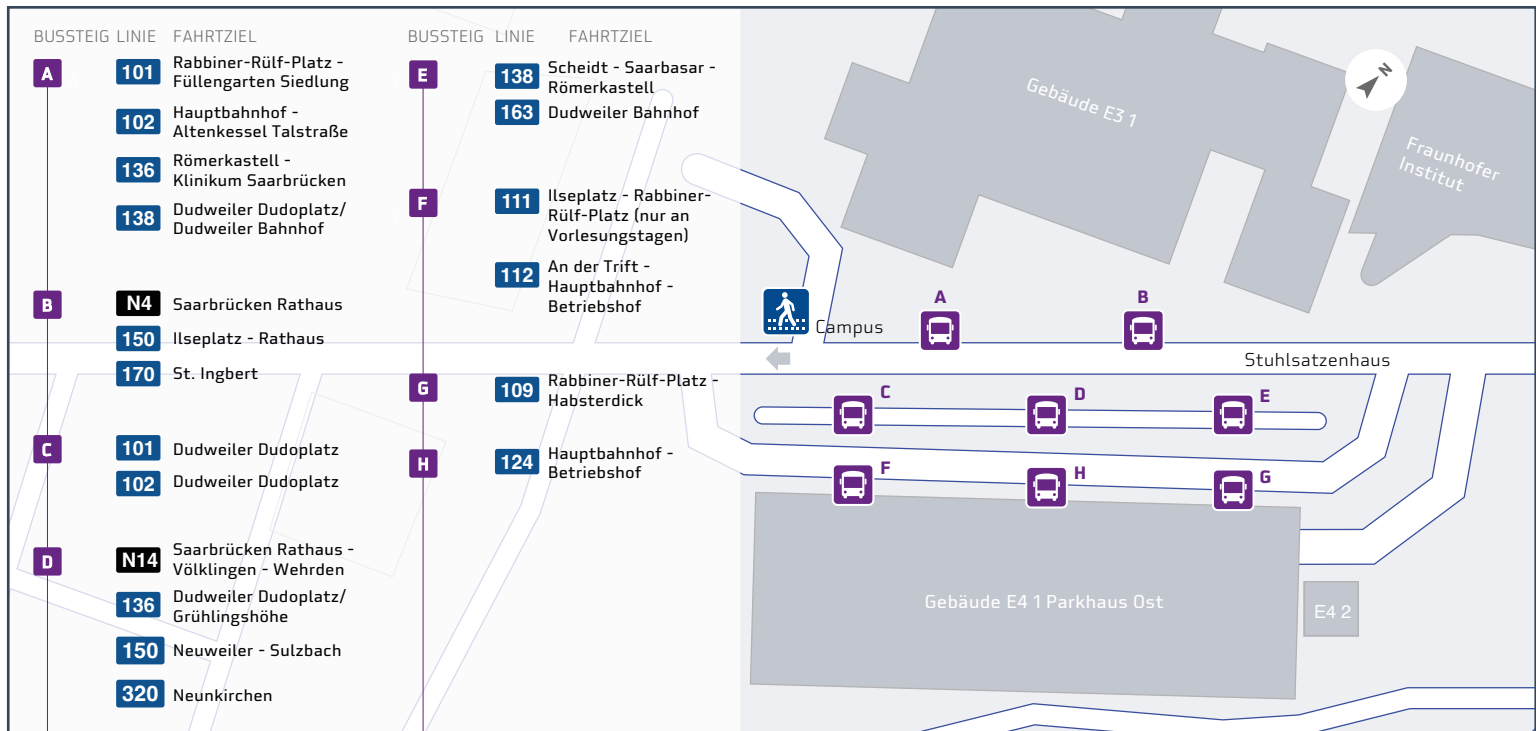 BUSSTEIG LINIE FAHRTZIEL
A
101 Rabbiner-Rülf-Platz -
Füllengarten Siedlung
102 Hauptbahnhof -
Altenkessel Talstraße
136 Römerkastell -
Klinikum Saarbrücken
138 Dudweiler Dudoplatz/
Dudweiler Bahnhof
B
N4 Saarbrücken Rathaus
150 Ilseplatz - Rathaus
170 St. Ingbert
C
101 Dudweiler Dudoplatz
102 Dudweiler Dudoplatz
D
N14 Saarbrücken Rathaus -
Völklingen - Wehrden
136 Dudweiler Dudoplatz/
Grühlingshöhe
150 Neuweiler - Sulzbach
320 Neunkirchen
BUSSTEIG LINIE FAHRTZIEL
E
138 Scheidt - Saarbasar -
Römerkastell
163 Dudweiler Bahnhof
F
111 Ilseplatz - Rabbiner-
Rülf-Platz (nur an
Vorlesungstagen)
112 An der Trift -
Hauptbahnhof -
Betriebshof
G
109 Rabbiner-Rülf-Platz -
Habsterdick
H
124 Hauptbahnhof -
Betriebshof
Gebäude E3 1
N
Fraunhofer
Institut
A
B
Campus
Stuhlsatzenhaus
C
D
E
F
H
G
Gebäude E4 1 Parkhaus Ost
E4 2